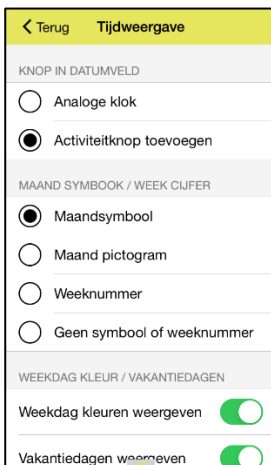 Terug Tijdweergave
KNOP IN DATUMVELD
Analoge klok
Activiteitknop toevoegen
MAAND SYMBOOK / WEEK CIJFER
Maandsymbool
Maand pictogram
Weeknummer
Geen symbool of weeknummer
WEEKDAG KLEUR / VAKANTIEDAGEN
Weekdag kleuren weergeven
Vakantiedagen weergeven